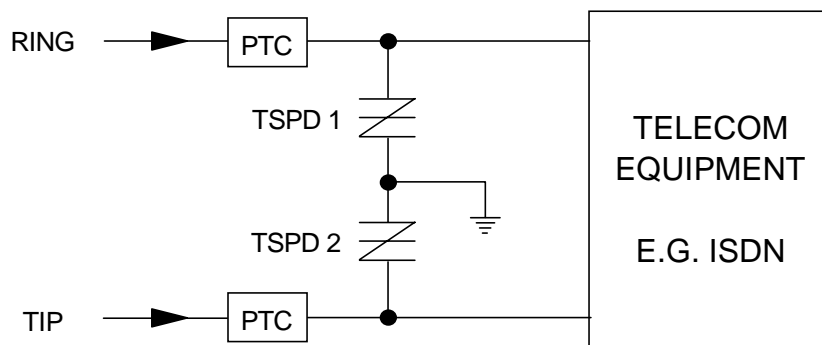 RING
PTC
TSPD 1
TELECOM
EQUIPMENT
TSPD 2
E.G. ISDN
TIP
PTC